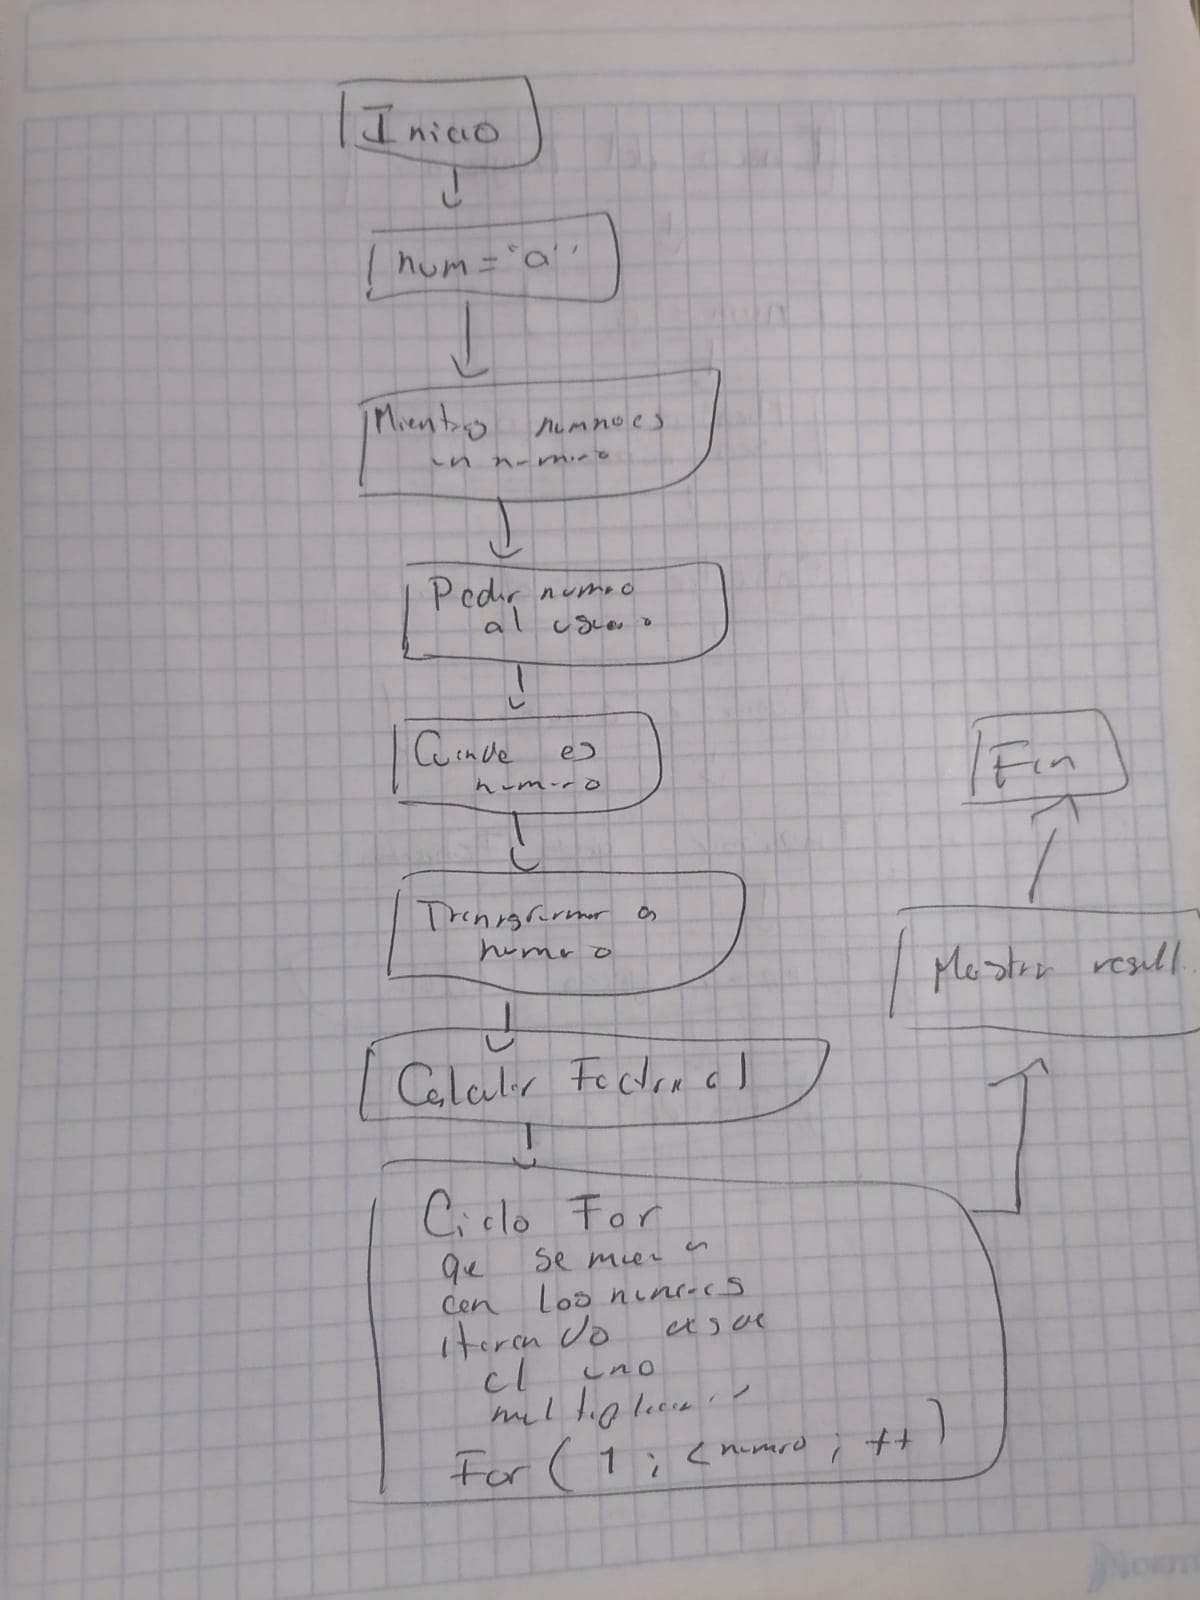 Inicio
num = "a"
Mientras num no es
un numero
Pedir numero
al usuario
Cuando es
numero
Transformar a
numero
Calcular Factorial
Ciclo For
que se mueva
con los numeros
iterando desde
el uno
multiplicando
For ( 1 ; < numero ; ++ )
Mostrar result.
Fin